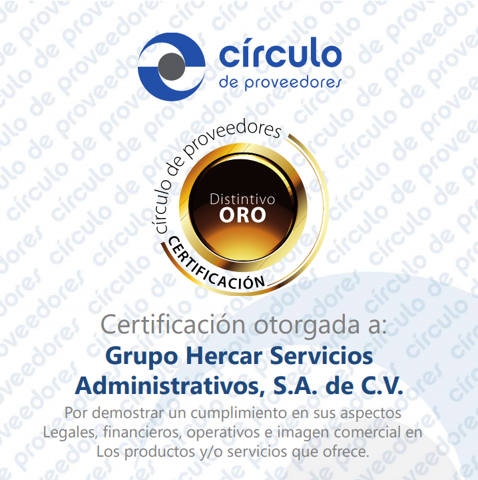 círculo
de proveedores
círculo de proveedores
Distintivo
ORO
CERTIFICACIÓN
Certificación otorgada a:
Grupo Hercar Servicios
Administrativos, S.A. de C.V.
Por demostrar un cumplimiento en sus aspectos
Legales, financieros, operativos e imagen comercial en
Los productos y/o servicios que ofrece.